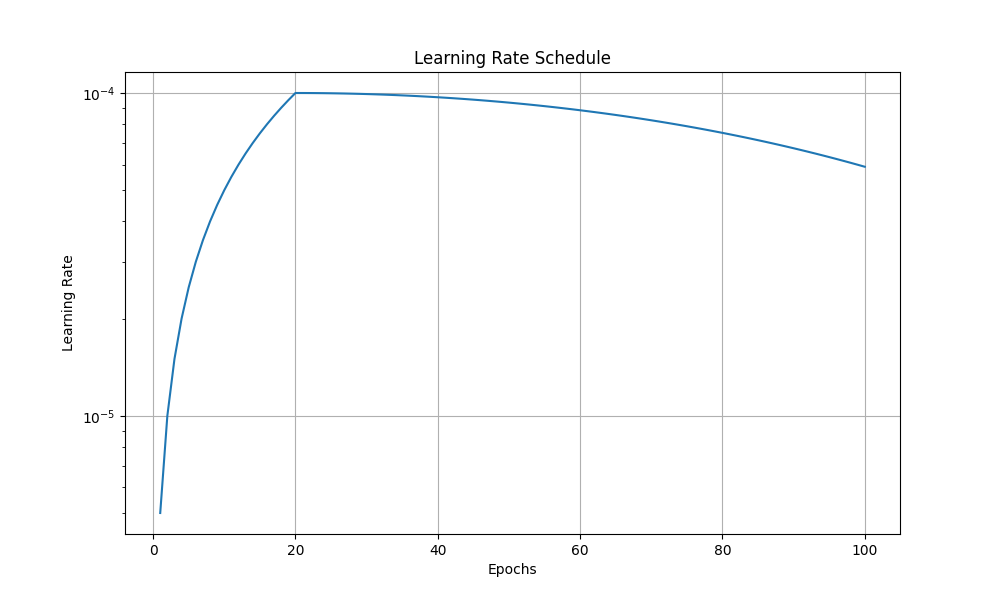 Learning Rate Schedule
10⁻⁴
10⁻⁵
Learning Rate
0 20 40 60 80 100
Epochs